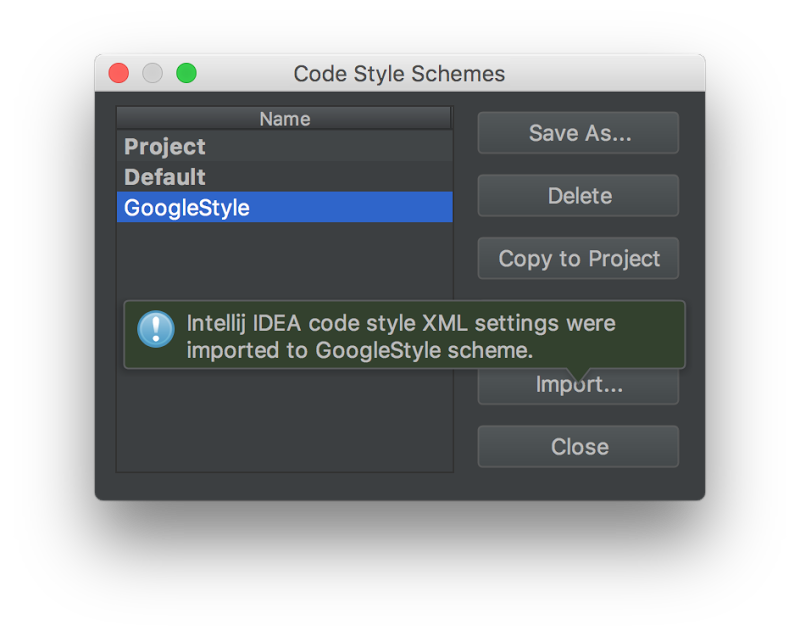 Code Style Schemes
Name
Project
Default
GoogleStyle
Save As...
Delete
Copy to Project
Intellij IDEA code style XML settings were
imported to GoogleStyle scheme.
Import...
Close